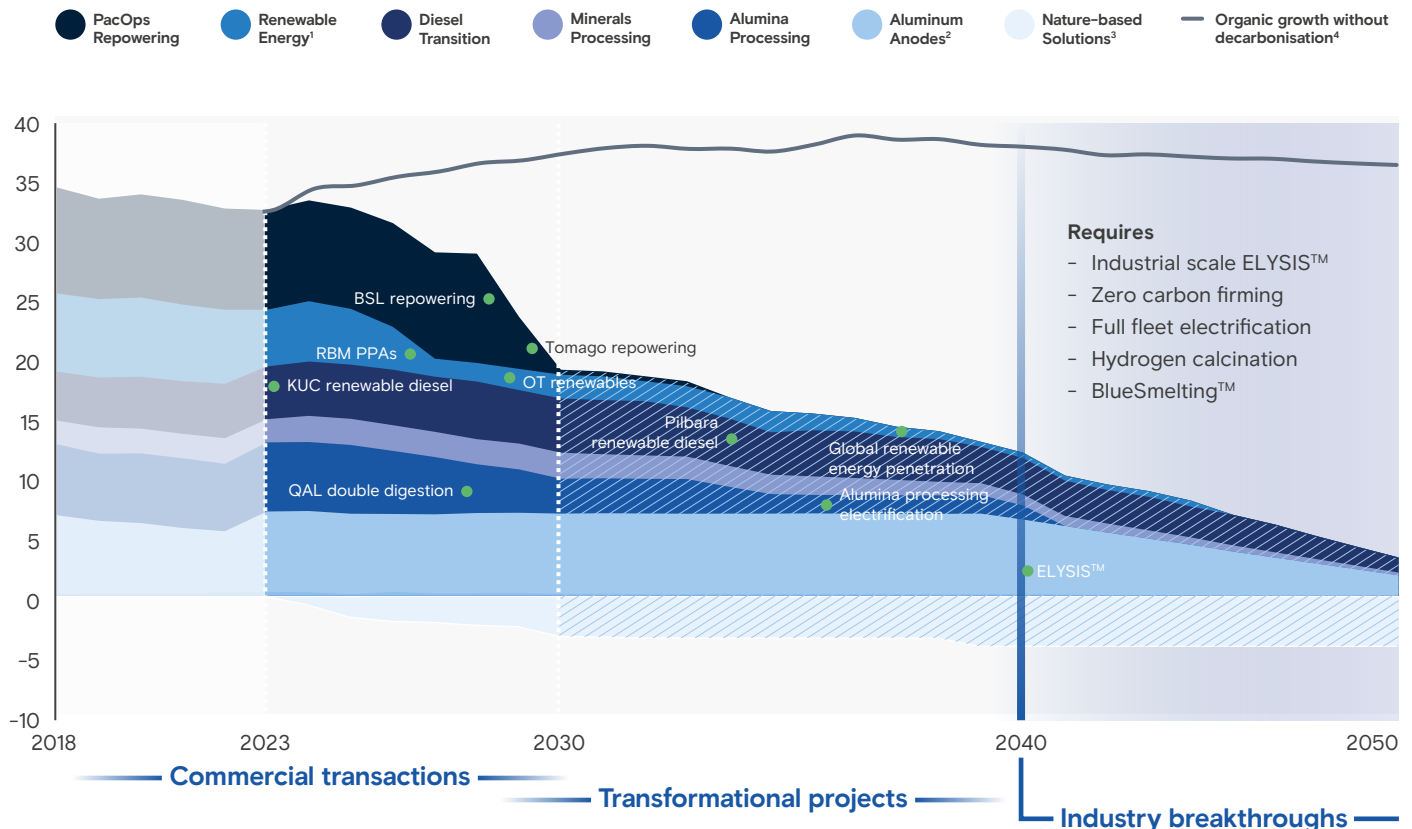 PacOps
Repowering
Renewable
Energy¹
Diesel
Transition
Minerals
Processing
Alumina
Processing
Aluminum
Anodes²
Nature-based
Solutions³
Organic growth without
decarbonisation⁴
40
35
30
25
20
15
10
5
0
-5
-10
BSL repowering
Tomago repowering
RBM PPAs
OT renewables
KUC renewable diesel
Pilbara
renewable diesel
Global renewable
energy penetration
QAL double digestion
Alumina processing
electrification
ELYSIS™
Requires
- Industrial scale ELYSIS™
- Zero carbon firming
- Full fleet electrification
- Hydrogen calcination
- BlueSmelting™
2018
2023
2030
2040
2050
Commercial transactions
Transformational projects
Industry breakthroughs